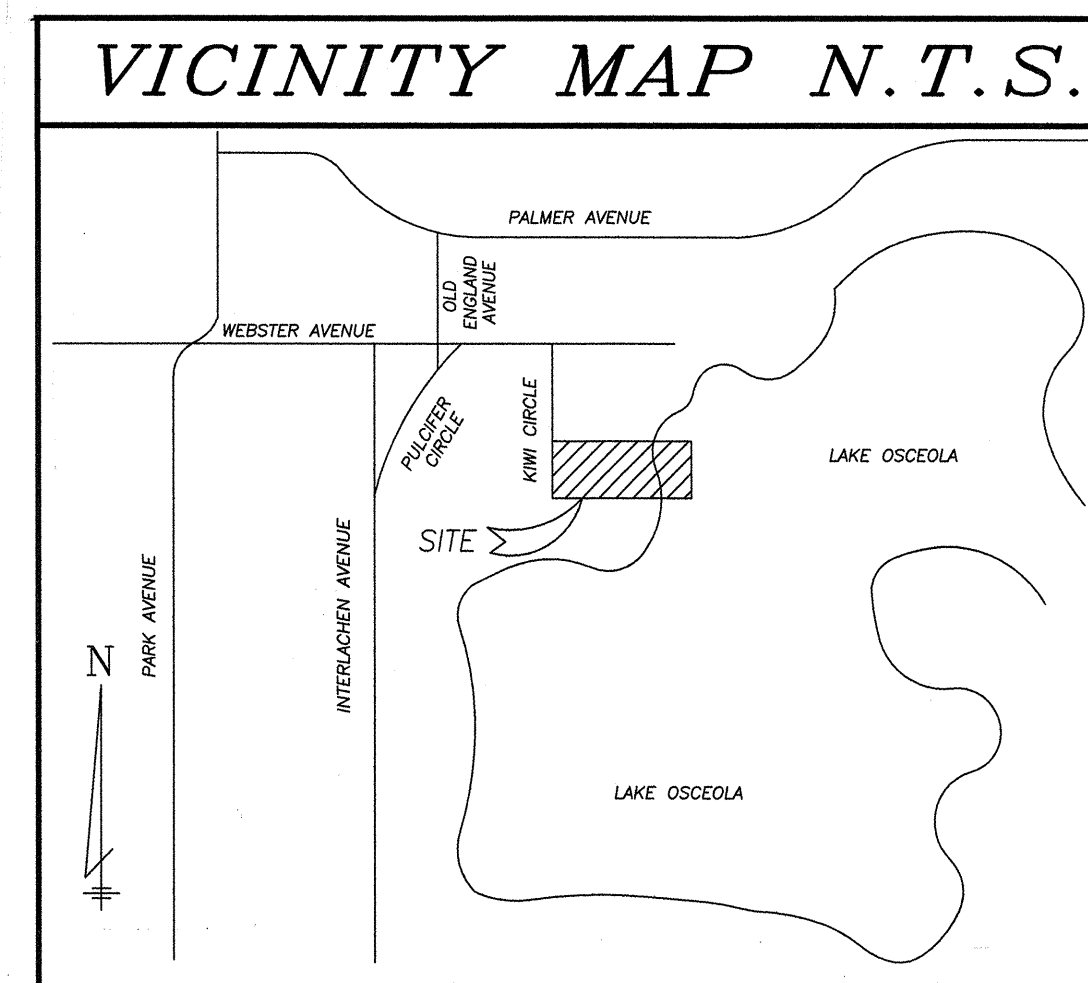 VICINITY MAP N.T.S.
PALMER AVENUE
OLD
ENGLAND
AVENUE
WEBSTER AVENUE
KIWI CIRCLE
PULCIFER
CIRCLE
LAKE OSCEOLA
SITE
INTERLACHEN AVENUE
PARK AVENUE
N
LAKE OSCEOLA